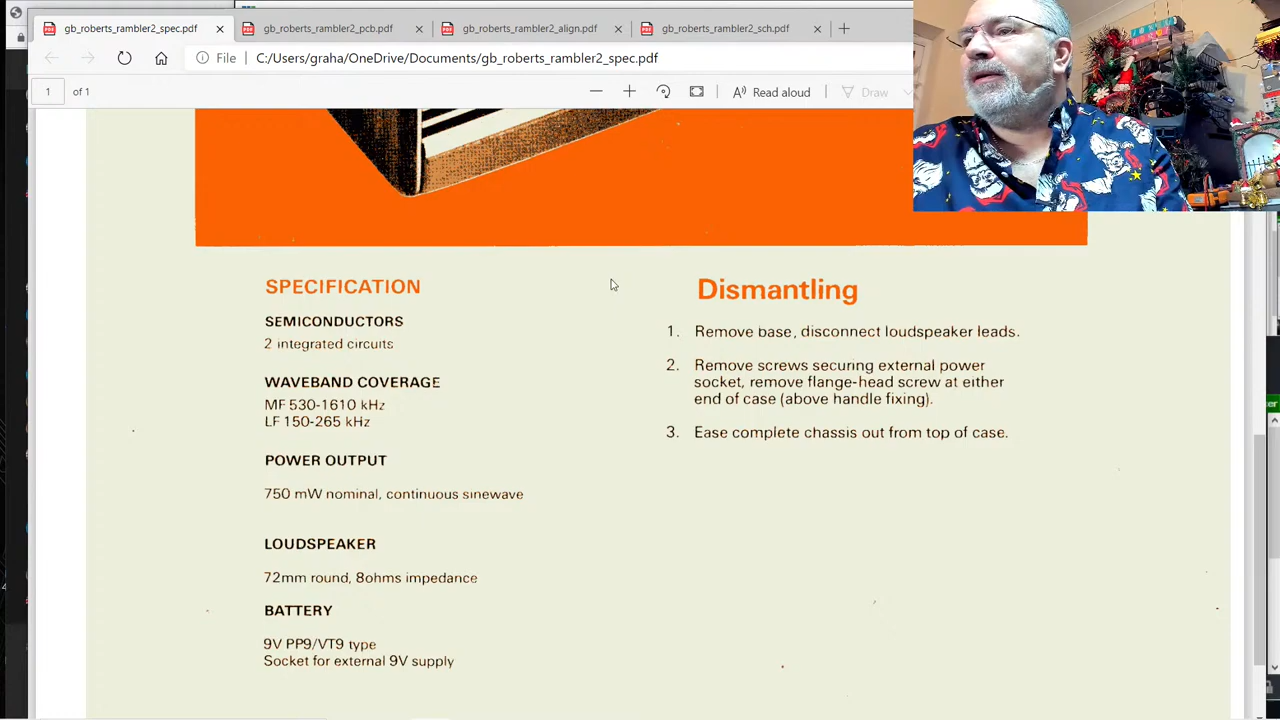 gb_roberts_rambler2_spec.pdf
gb_roberts_rambler2_pcb.pdf
gb_roberts_rambler2_align.pdf
gb_roberts_rambler2_sch.pdf
File
C:/Users/graha/OneDrive/Documents/gb_roberts_rambler2_spec.pdf
1 of 1
Read aloud
Draw
SPECIFICATION
SEMICONDUCTORS
2 integrated circuits
WAVEBAND COVERAGE
MF 530-1610 kHz
LF 150-265 kHz
POWER OUTPUT
750 mW nominal, continuous sinewave
LOUDSPEAKER
72mm round, 8ohms impedance
BATTERY
9V PP9/VT9 type
Socket for external 9V supply
Dismantling
1. Remove base, disconnect loudspeaker leads.
2. Remove screws securing external power
socket, remove flange-head screw at either
end of case (above handle fixing).
3. Ease complete chassis out from top of case.